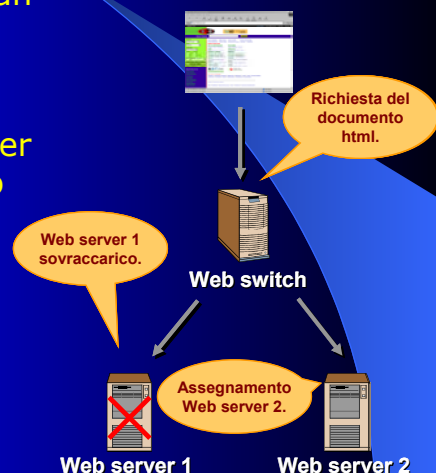 Richiesta del
documento
html.
er
Web server 1
sovraccarico.
Web switch
Assegnamento
Web server 2.
Web server 1
Web server 2